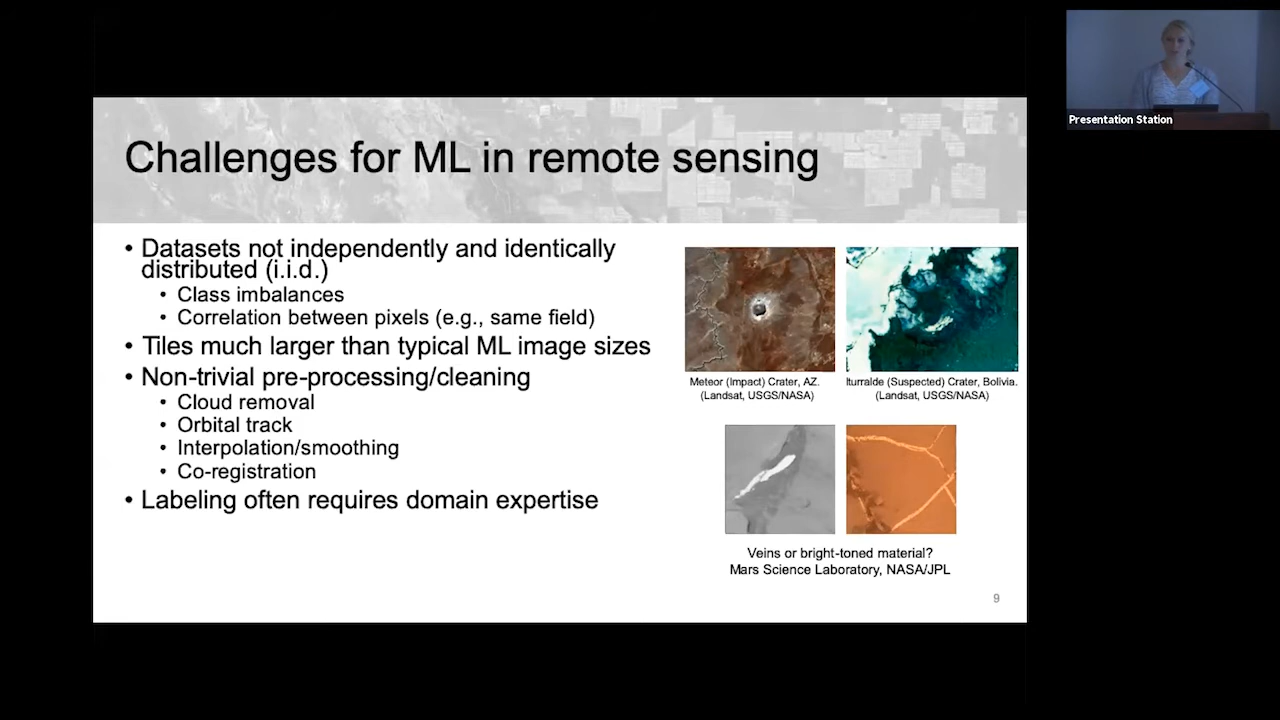 Presentation Station
Challenges for ML in remote sensing
• Datasets not independently and identically
distributed (i.i.d.)
• Class imbalances
• Correlation between pixels (e.g., same field)
• Tiles much larger than typical ML image sizes
• Non-trivial pre-processing/cleaning
• Cloud removal
• Orbital track
• Interpolation/smoothing
• Co-registration
• Labeling often requires domain expertise
Meteor (Impact) Crater, AZ.
(Landsat, USGS/NASA)
Iturralde (Suspected) Crater, Bolivia.
(Landsat, USGS/NASA)
Veins or bright-toned material?
Mars Science Laboratory, NASA/JPL
9